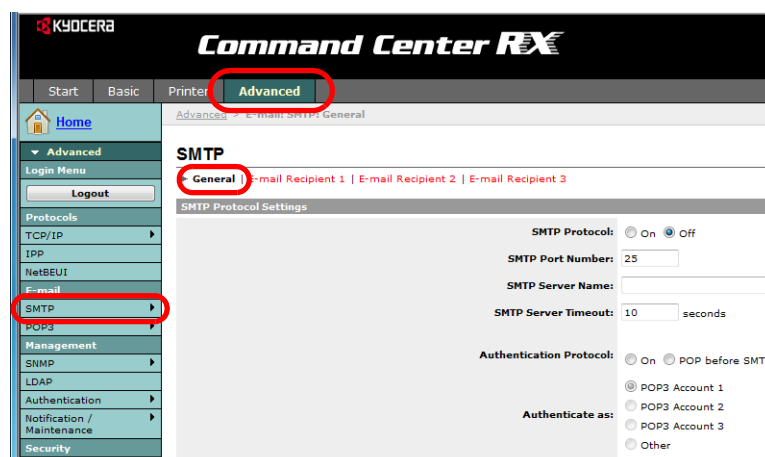 KYOCERA
Command Center RX
Start Basic Printer Advanced
Home
Advanced > E-mail: SMTP: General
Advanced
Login Menu
Logout
Protocols
TCP/IP
IPP
NetBEUI
E-mail
SMTP
POP3
Management
SNMP
LDAP
Authentication
Notification /
Maintenance
Security
SMTP
General | E-mail Recipient 1 | E-mail Recipient 2 | E-mail Recipient 3
SMTP Protocol Settings
SMTP Protocol: On Off
SMTP Port Number: 25
SMTP Server Name:
SMTP Server Timeout: 10 seconds
Authentication Protocol: On POP before SMT
Authenticate as: POP3 Account 1
POP3 Account 2
POP3 Account 3
Other